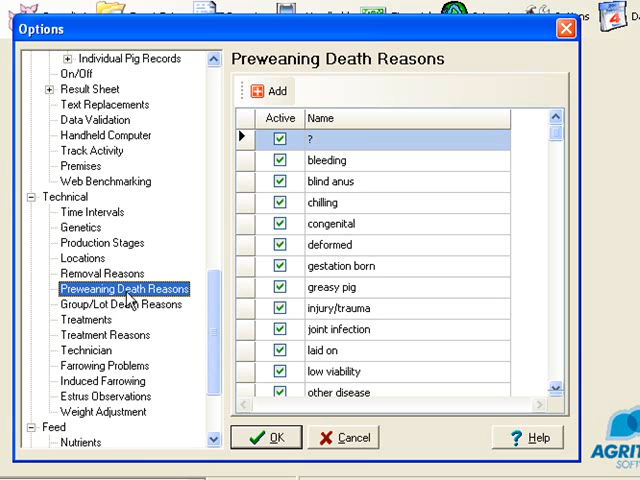 Options
Individual Pig Records
On/Off
Result Sheet
Text Replacements
Data Validation
Handheld Computer
Track Activity
Premises
Web Benchmarking
Technical
Time Intervals
Genetics
Production Stages
Locations
Removal Reasons
Preweaning Death Reasons
Group/Lot Death Reasons
Treatments
Treatment Reasons
Technician
Farrowing Problems
Induced Farrowing
Estrus Observations
Weight Adjustment
Feed
Nutrients
Preweaning Death Reasons
Add
Active Name
?
bleeding
blind anus
chilling
congenital
deformed
gestation born
greasy pig
injury/trauma
joint infection
laid on
low viability
other disease
OK Cancel ? Help
4
AGRIT
SOFT